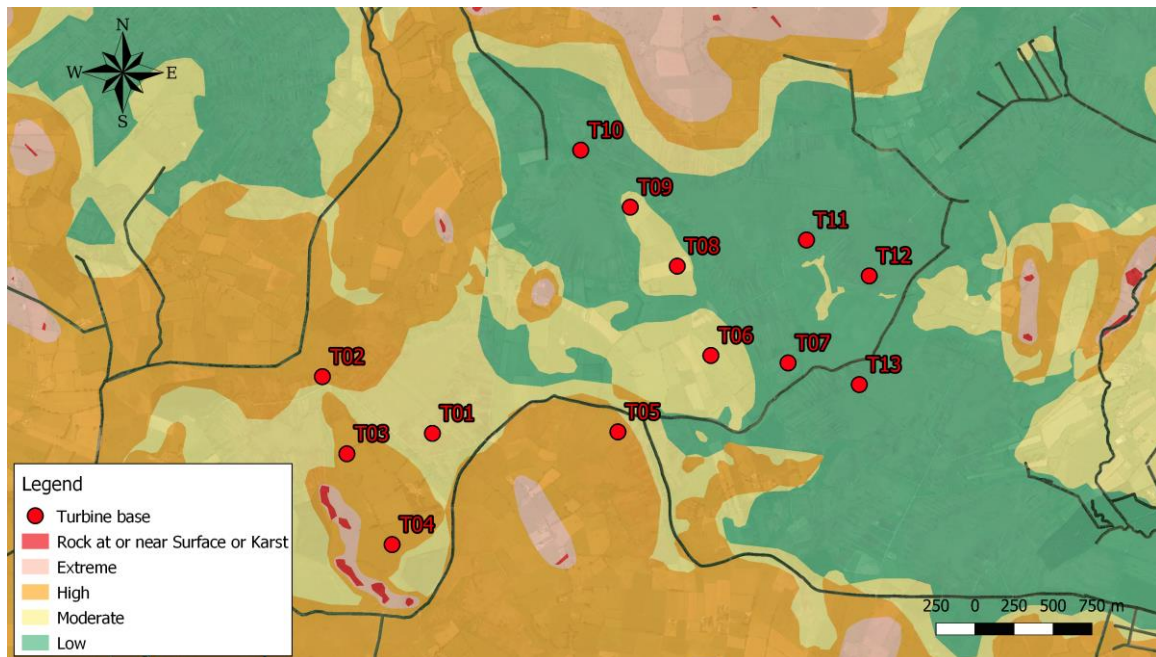 N
W E
S
T10
T09
T11
T08
T12
T06
T07
T02
T13
T01
T05
T03
T04
Legend
Turbine base
Rock at or near Surface or Karst
Extreme
High
Moderate
Low
250 0 250 500 750 m